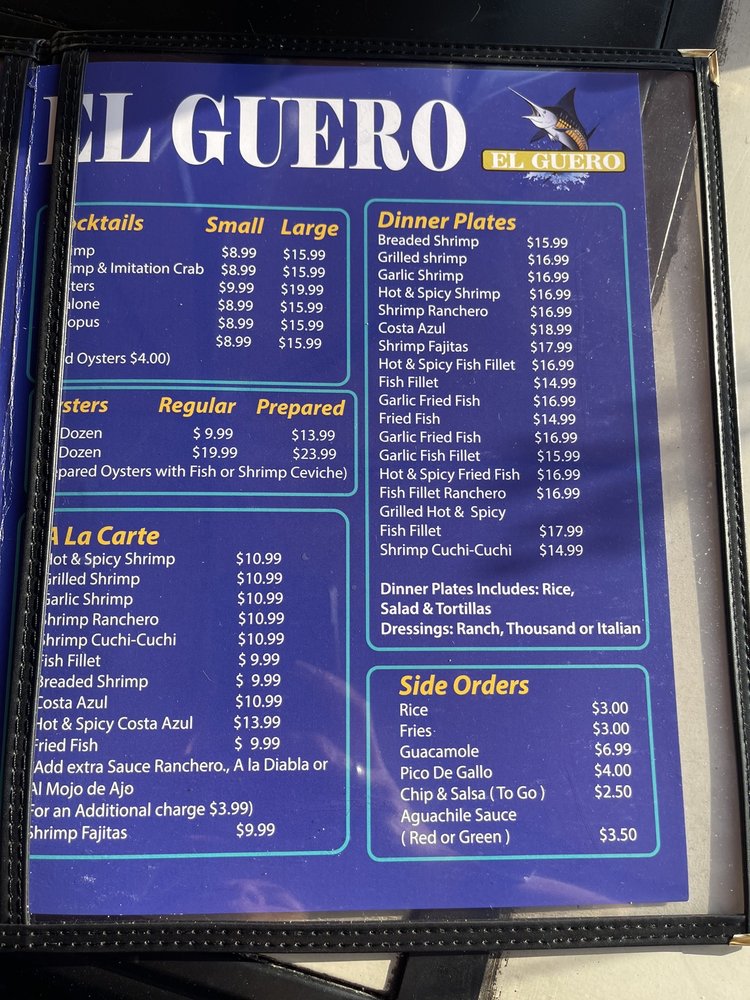 EL GUERO
EL GUERO
Small Large
$8.99 $15.99
& Imitation Crab $8.99 $15.99
$9.99 $19.99
$8.99 $15.99
$8.99 $15.99
$8.99 $15.99
Oysters $4.00)
Regular Prepared
Dozen $ 9.99 $13.99
Dozen $19.99 $23.99
Oysters with Fish or Shrimp Ceviche)
A La Carte
Hot & Spicy Shrimp $10.99
Grilled Shrimp $10.99
Garlic Shrimp $10.99
Shrimp Ranchero $10.99
Shrimp Cuchi-Cuchi $10.99
Fish Fillet $ 9.99
Breaded Shrimp $ 9.99
Costa Azul $10.99
Hot & Spicy Costa Azul $13.99
Fried Fish $ 9.99
Add extra Sauce Ranchero., A la Diabla or
Al Mojo de Ajo
For an Additional charge $3.99)
Shrimp Fajitas $9.99
Dinner Plates
Breaded Shrimp $15.99
Grilled shrimp $16.99
Garlic Shrimp $16.99
Hot & Spicy Shrimp $16.99
Shrimp Ranchero $16.99
Costa Azul $18.99
Shrimp Fajitas $17.99
Hot & Spicy Fish Fillet $16.99
Fish Fillet $14.99
Garlic Fried Fish $16.99
Fried Fish $14.99
Garlic Fried Fish $16.99
Garlic Fish Fillet $15.99
Hot & Spicy Fried Fish $16.99
Fish Fillet Ranchero $16.99
Grilled Hot & Spicy
Fish Fillet $17.99
Shrimp Cuchi-Cuchi $14.99
Dinner Plates Includes: Rice,
Salad & Tortillas
Dressings: Ranch, Thousand or Italian
Side Orders
Rice $3.00
Fries $3.00
Guacamole $6.99
Pico De Gallo $4.00
Chip & Salsa ( To Go ) $2.50
Aguachile Sauce
( Red or Green ) $3.50